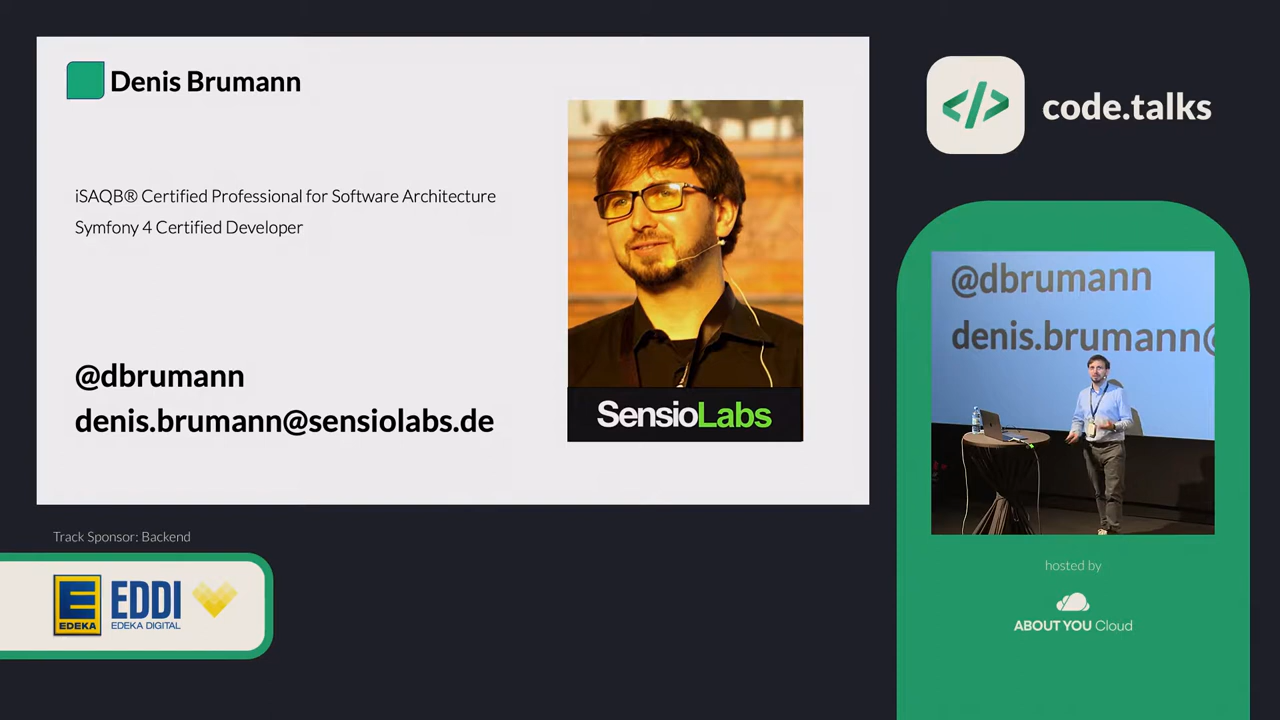 Denis Brumann
iSAQB® Certified Professional for Software Architecture
Symfony 4 Certified Developer
@dbrumann
denis.brumann@sensiolabs.de
SensioLabs
</> code.talks
@dbrumann
denis.brumann@
hosted by
ABOUT YOU Cloud
Track Sponsor: Backend
E
EDEKA
EDDI
EDEKA DIGITAL